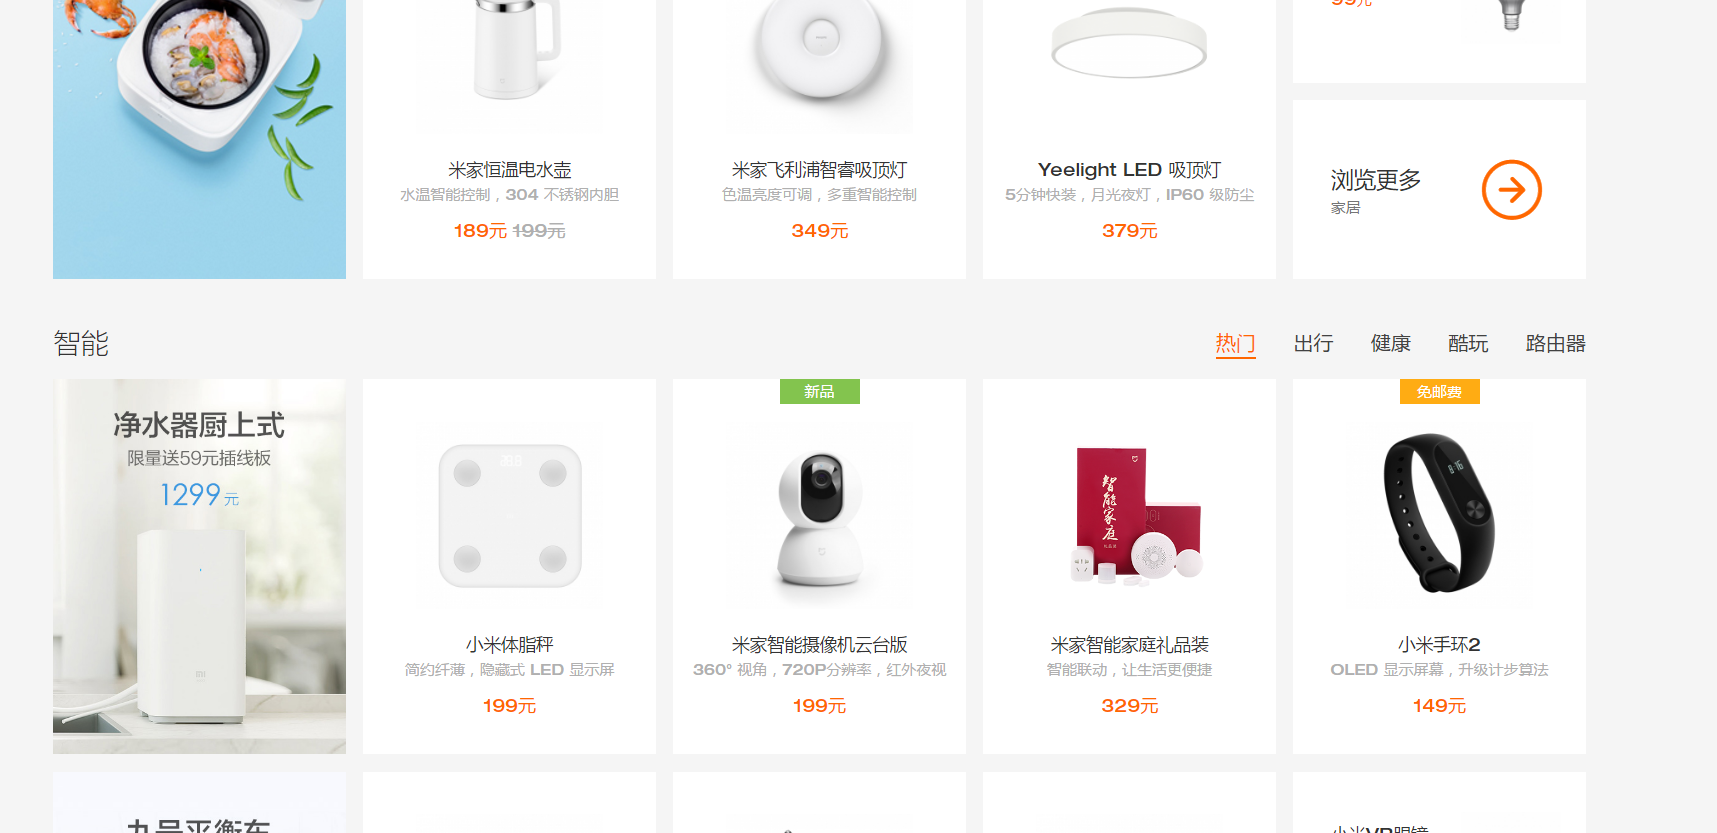 99元
米家恒温电水壶
水温智能控制，304 不锈钢内胆
189元 199元
米家飞利浦智睿吸顶灯
色温亮度可调，多重智能控制
349元
Yeelight LED 吸顶灯
5分钟快装，月光夜灯，IP60 级防尘
379元
浏览更多
家居
智能
热门 出行 健康 酷玩 路由器
净水器厨上式
限量送59元插线板
1299 元
小米体脂秤
简约纤薄，隐藏式 LED 显示屏
199元
新品
米家智能摄像机云台版
360° 视角，720P分辨率，红外夜视
199元
智能家庭
米家智能家庭礼品装
智能联动，让生活更便捷
329元
免邮费
8:16
小米手环2
OLED 显示屏幕，升级计步算法
149元
九号平衡车
小米VR眼镜